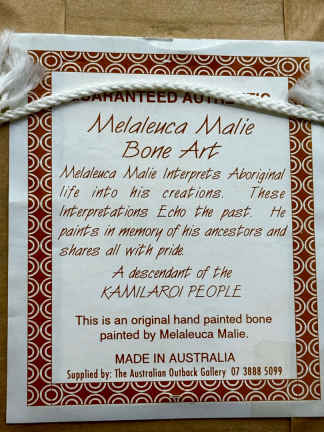 GUARANTEED AUTHENTIC
Melaleuca Malie
Bone Art
Melaleuca Malie Interprets Aboriginal
life into his creations. These
Interpretations Echo the past. He
paints in memory of his ancestors and
shares all with pride.
A descendant of the
KAMILAROI PEOPLE
This is an original hand painted bone
painted by Melaleuca Malie.
MADE IN AUSTRALIA
Supplied by: The Australian Outback Gallery 07 3888 5099